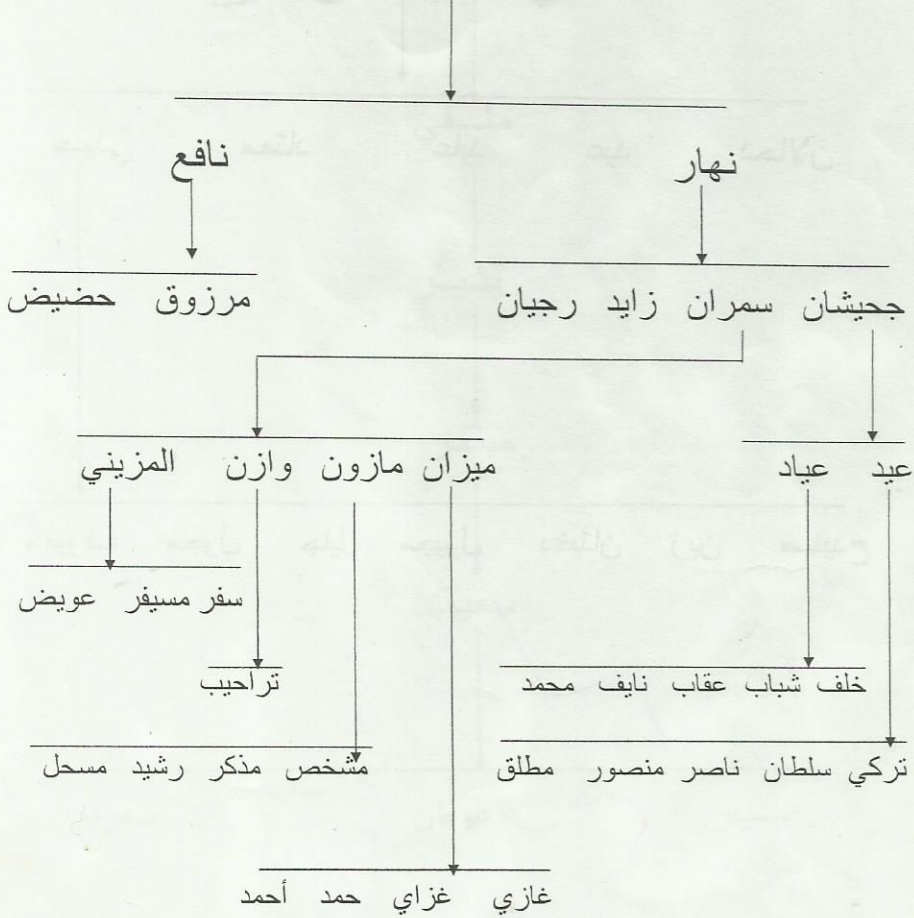 نهار نافع
جحيشان سمران زايد رجيان
مرزوق حضيض
عيد عياد
ميزان مازون وازن المزيني
سفر مسيفر عويض
خلف شباب عقاب نايف محمد
تراحيب
تركي سلطان ناصر منصور مطلق
مشخص مذكر رشيد مسحل
غازي غزاي حمد أحمد